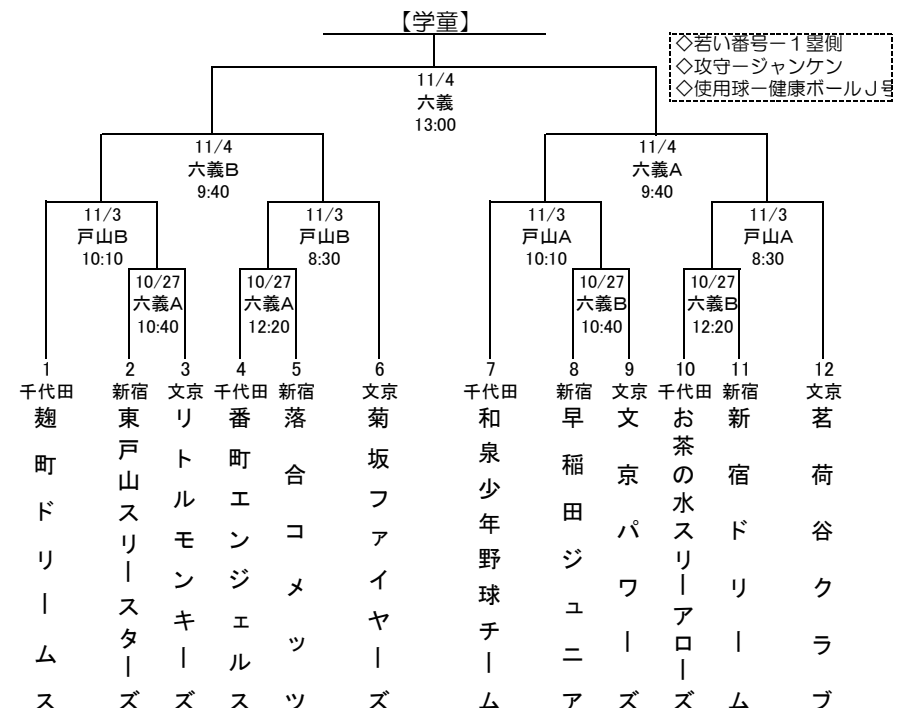 【学童】
◇若い番号－1塁側
◇攻守－ジャンケン
◇使用球－健康ボールJ号
11/4
六義
13:00
11/4
六義B
9:40
11/4
六義A
9:40
11/3
戸山B
10:10
11/3
戸山B
8:30
11/3
戸山A
10:10
11/3
戸山A
8:30
10/27
六義A
10:40
10/27
六義A
12:20
10/27
六義B
10:40
10/27
六義B
12:20
1
千代田
麹町ドリームス
2
新宿
東戸山スリースターズ
3
文京
リトルモンキーズ
4
千代田
番町エンジェルス
5
新宿
落合コメッツ
6
文京
菊坂ファイヤーズ
7
千代田
和泉少年野球チーム
8
新宿
早稲田ジュニア
9
文京
文京パワーズ
10
千代田
お茶の水スリーアローズ
11
新宿
新宿ドリーム
12
文京
茗荷谷クラブ